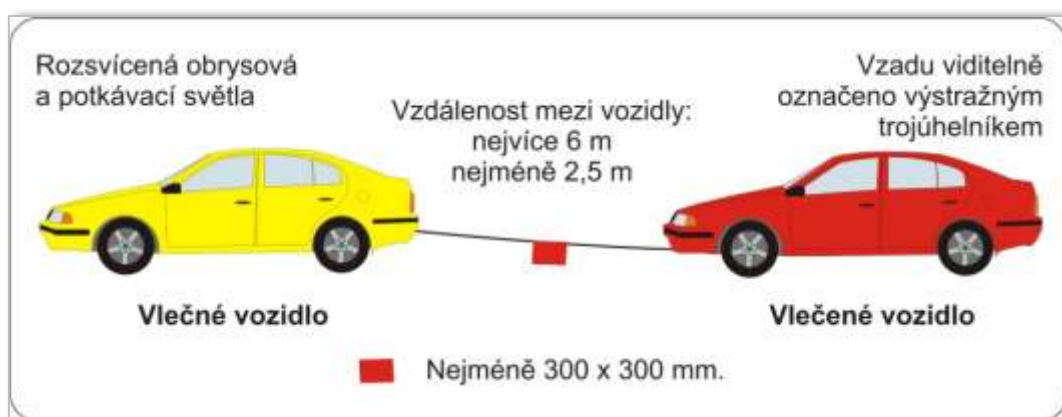 Rozsvícená obrysová
a potkávací světla
Vzdálenost mezi vozidly:
nejvíce 6 m
nejméně 2,5 m
Vzadu viditelně
označeno výstražným
trojúhelníkem
Vlečné vozidlo
Vlečené vozidlo
Nejméně 300 x 300 mm.